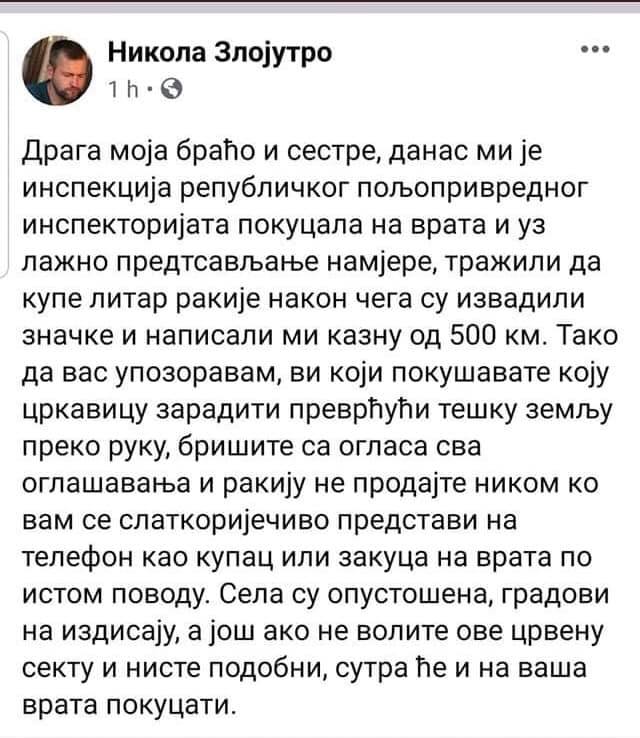 Никола Злојутро
1 h
Драга моја браћо и сестре, данас ми је
инспекција републичког пољопривредног
инспекторијата покуцала на врата и уз
лажно предтсављање намјере, тражили да
купе литар ракије након чега су извадили
значке и написали ми казну од 500 км. Тако
да вас упозоравам, ви који покушавате коју
цркавицу зарадити преврћући тешку земљу
преко руку, бришите са огласа сва
оглашавања и ракију не продајте ником ко
вам се слаткоријечиво представи на
телефон као купац или закуца на врата по
истом поводу. Села су опустошена, градови
на издисају, а још ако не волите ове црвену
секту и нисте подобни, сутра ће и на ваша
врата покуцати.